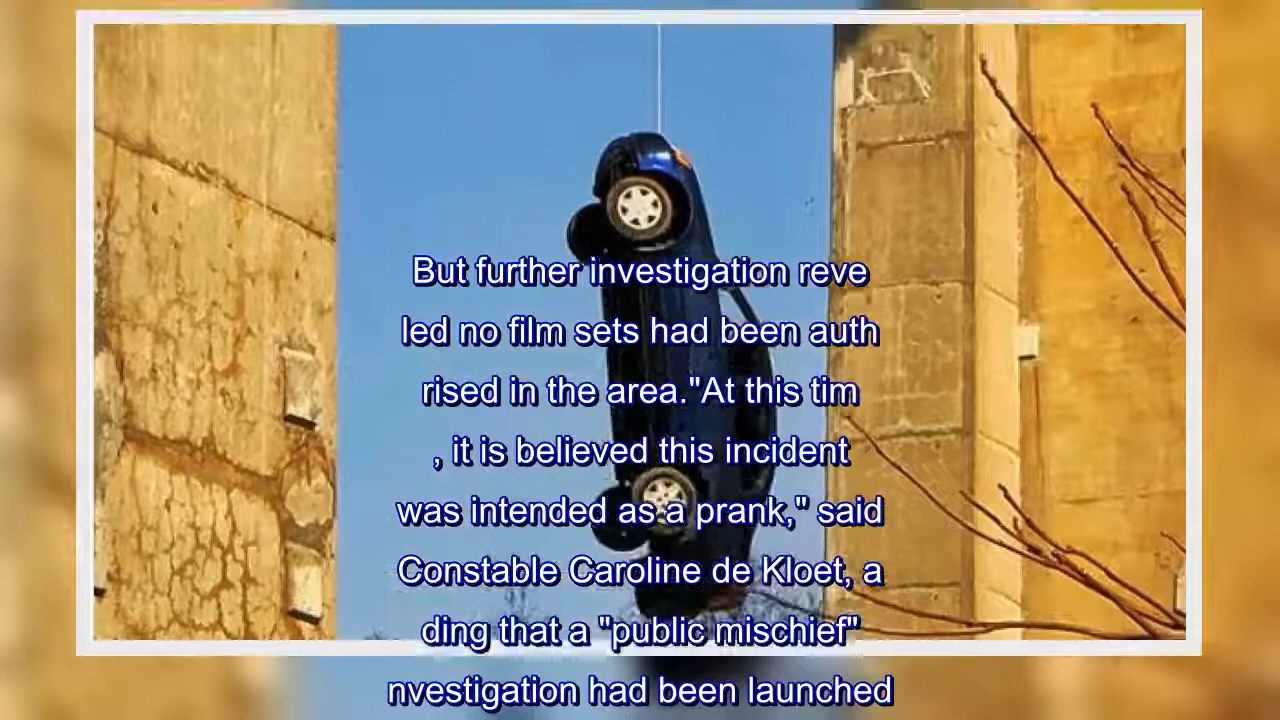 But further investigation reve
led no film sets had been auth
rised in the area."At this tim
, it is believed this incident
was intended as a prank," said
Constable Caroline de Kloet, a
ding that a "public mischief"
nvestigation had been launched